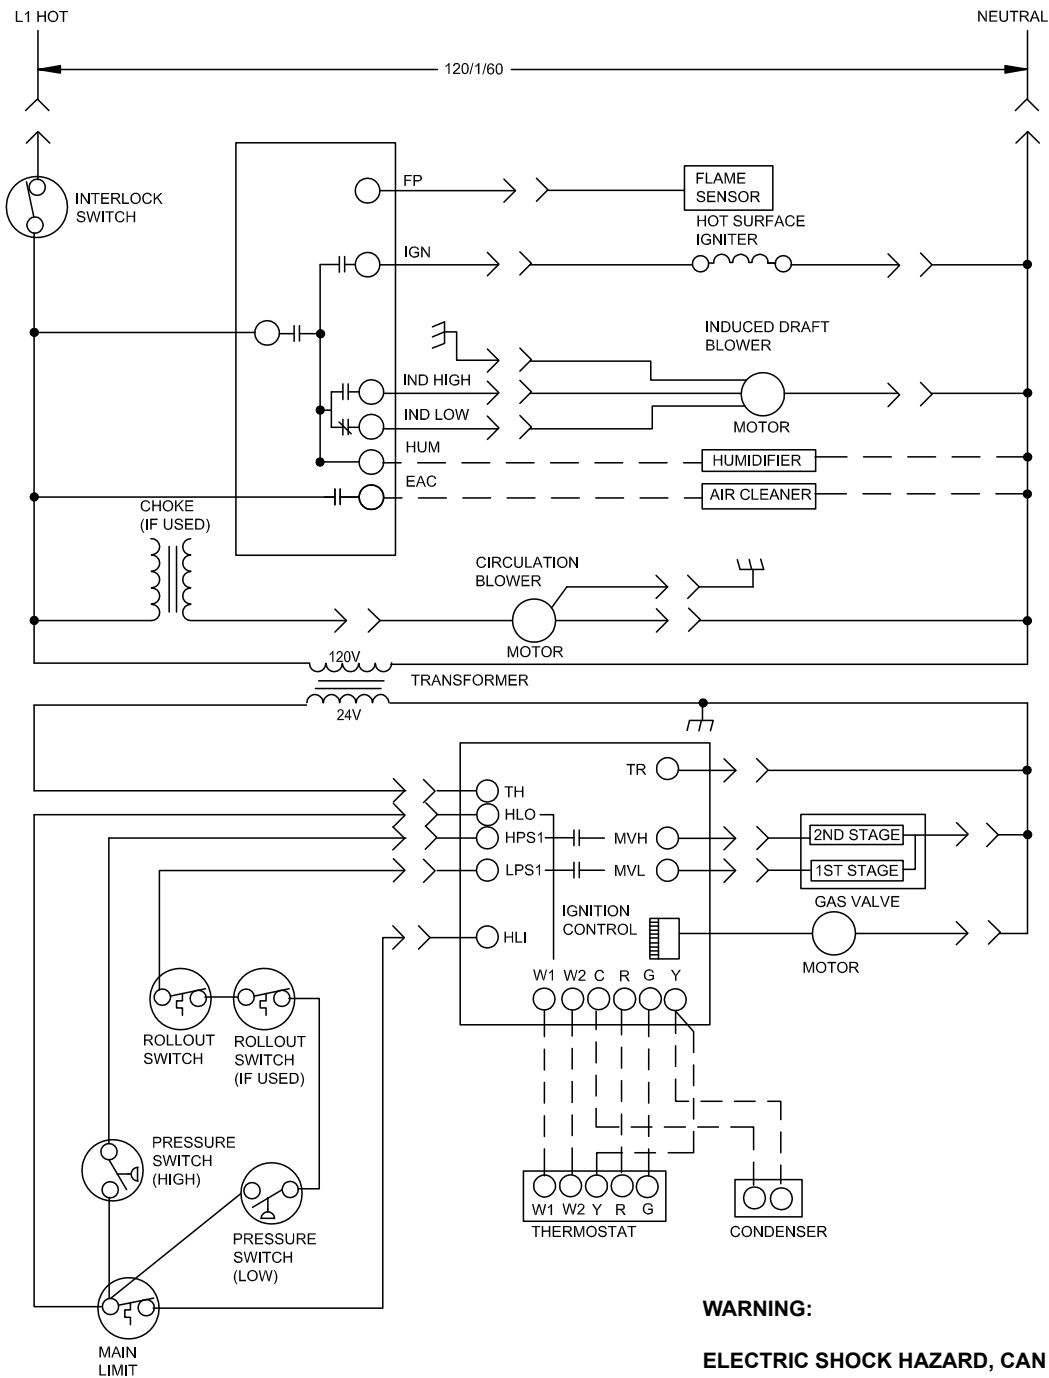 L1 HOT
NEUTRAL
120/1/60
INTERLOCK
SWITCH
FP
FLAME
SENSOR
HOT SURFACE
IGNITER
IGN
INDUCED DRAFT
BLOWER
IND HIGH
IND LOW
MOTOR
HUM
HUMIDIFIER
EAC
AIR CLEANER
CHOKE
(IF USED)
CIRCULATION
BLOWER
MOTOR
120V
TRANSFORMER
24V
TR
TH
HLO
HPS1
MVH
2ND STAGE
LPS1
MVL
1ST STAGE
GAS VALVE
IGNITION
CONTROL
HLI
MOTOR
W1 W2 C R G Y
ROLLOUT
SWITCH
ROLLOUT
SWITCH
(IF USED)
PRESSURE
SWITCH
(HIGH)
W1 W2 Y R G
THERMOSTAT
CONDENSER
PRESSURE
SWITCH
(LOW)
MAIN
LIMIT
WARNING:
ELECTRIC SHOCK HAZARD, CAN